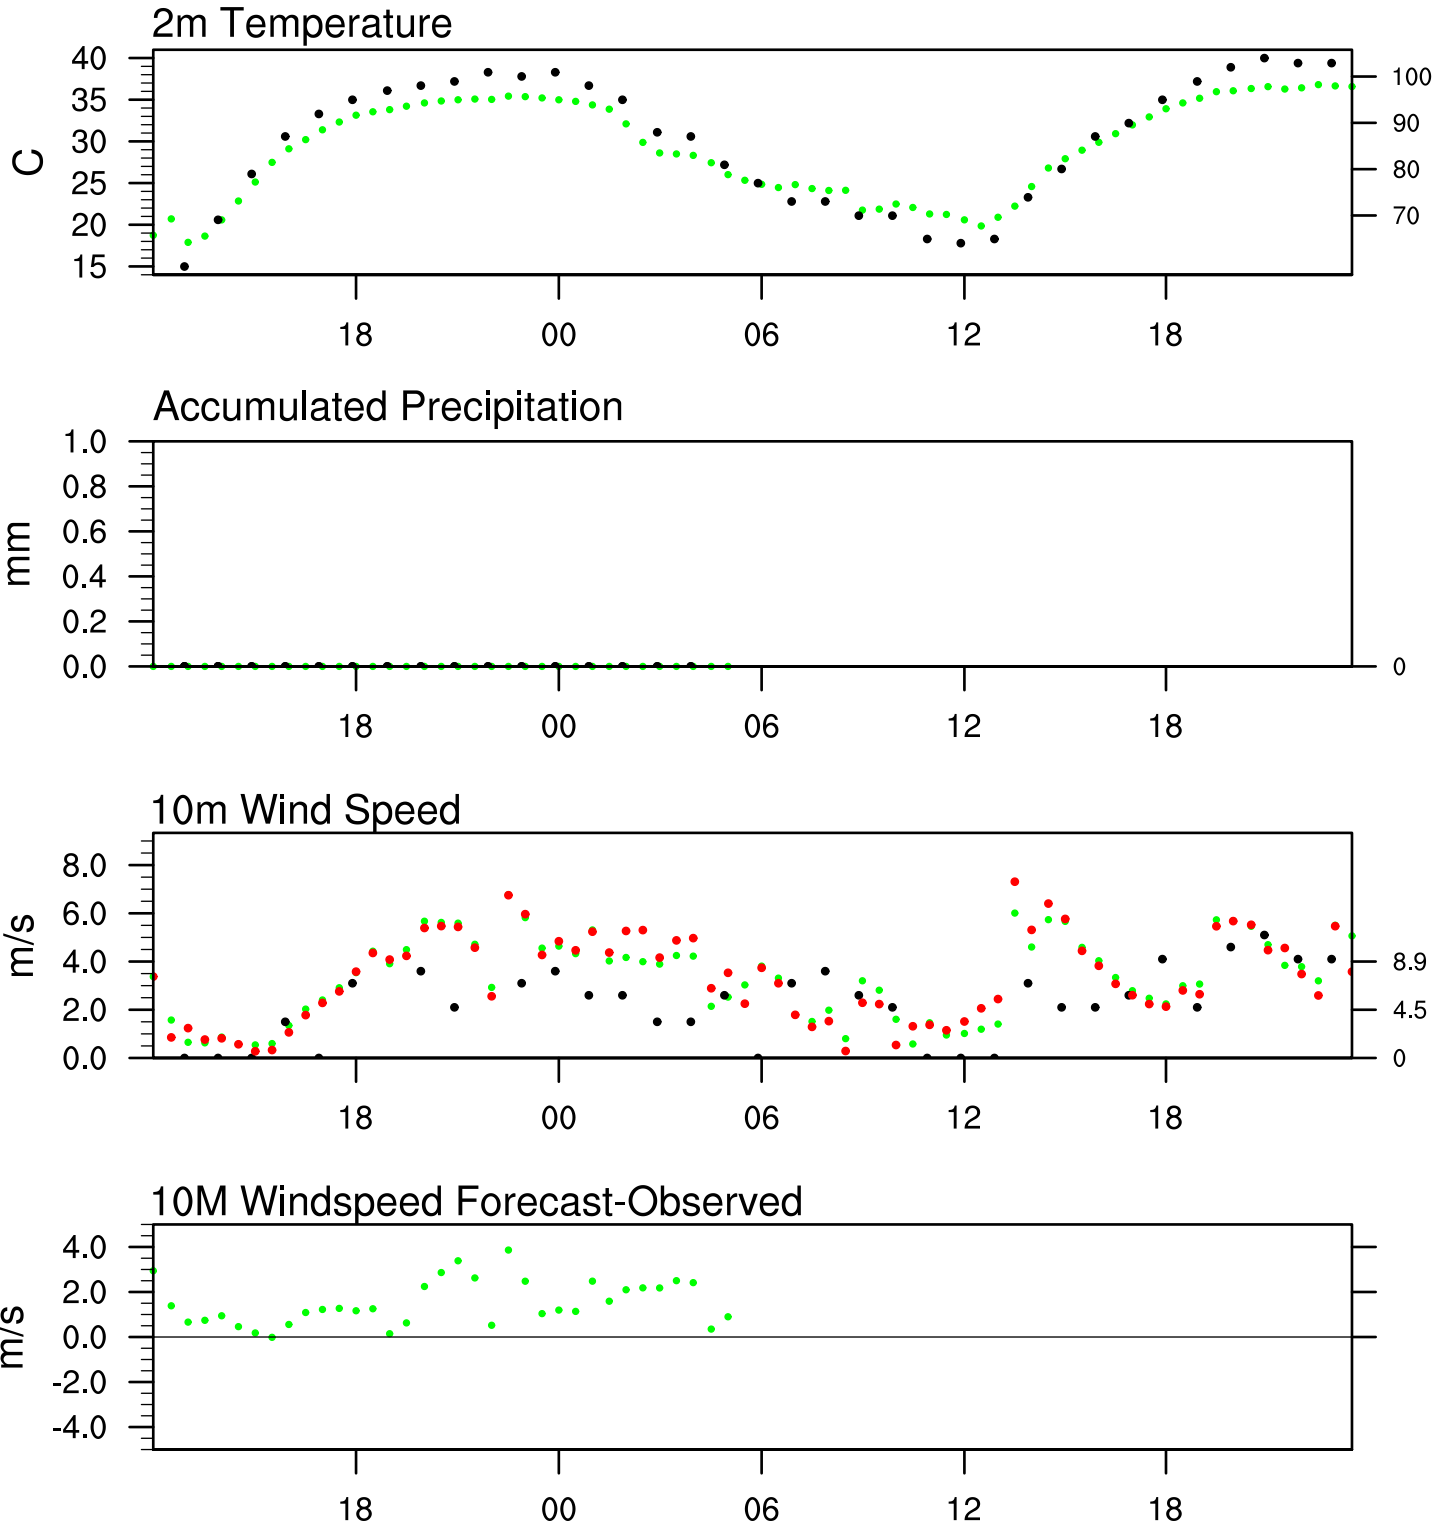 2m Temperature
40
35
30
25
20
15
C
100
90
80
70
18 00 06 12 18
Accumulated Precipitation
1.0
0.8
0.6
0.4
0.2
0.0
mm
0
18 00 06 12 18
10m Wind Speed
8.0
6.0
4.0
2.0
0.0
m/s
8.9
4.5
0
18 00 06 12 18
10M Windspeed Forecast-Observed
4.0
2.0
0.0
-2.0
-4.0
m/s
18 00 06 12 18